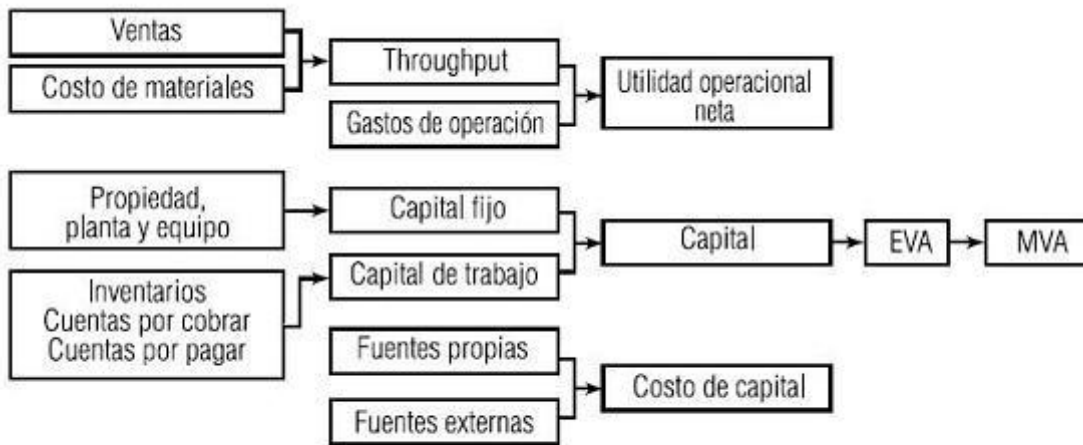 Ventas
Costo de materiales
Throughput
Gastos de operación
Utilidad operacional
neta
Propiedad,
planta y equipo
Inventarios
Cuentas por cobrar
Cuentas por pagar
Capital fijo
Capital de trabajo
Capital
EVA
MVA
Fuentes propias
Fuentes externas
Costo de capital